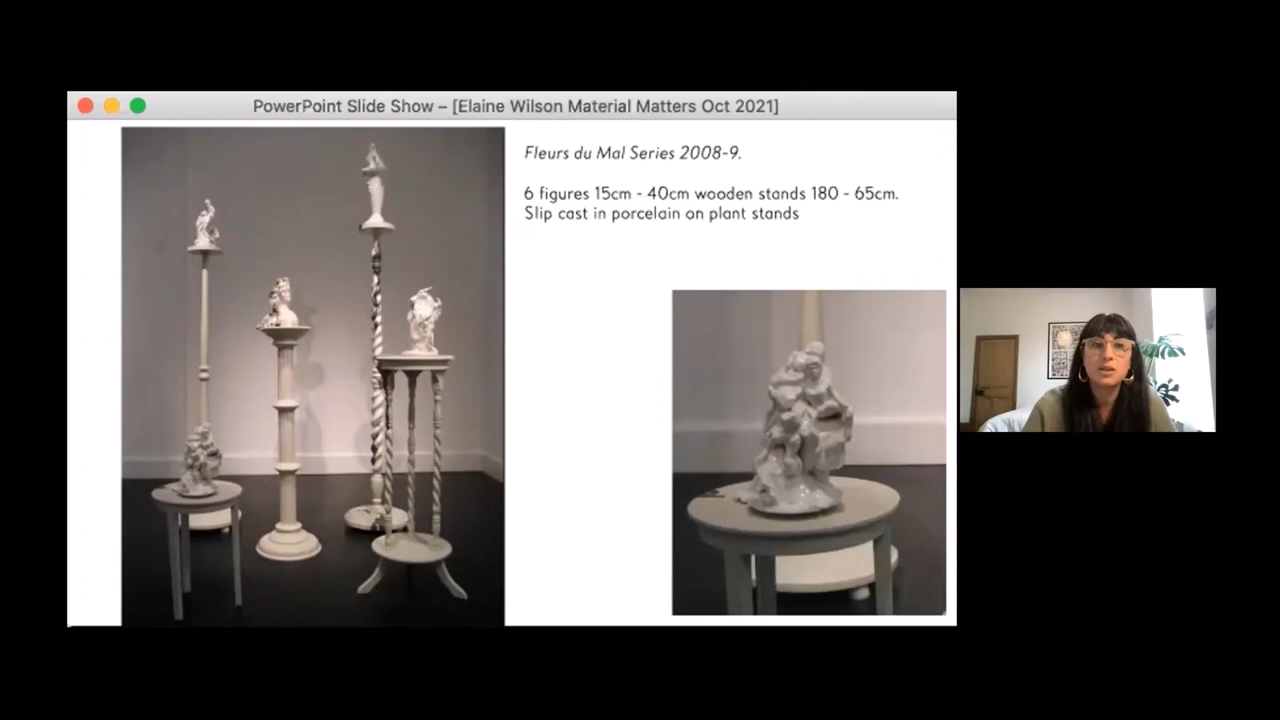 PowerPoint Slide Show – [Elaine Wilson Material Matters Oct 2021]
Fleurs du Mal Series 2008-9.
6 figures 15cm - 40cm wooden stands 180 - 65cm.
Slip cast in porcelain on plant stands